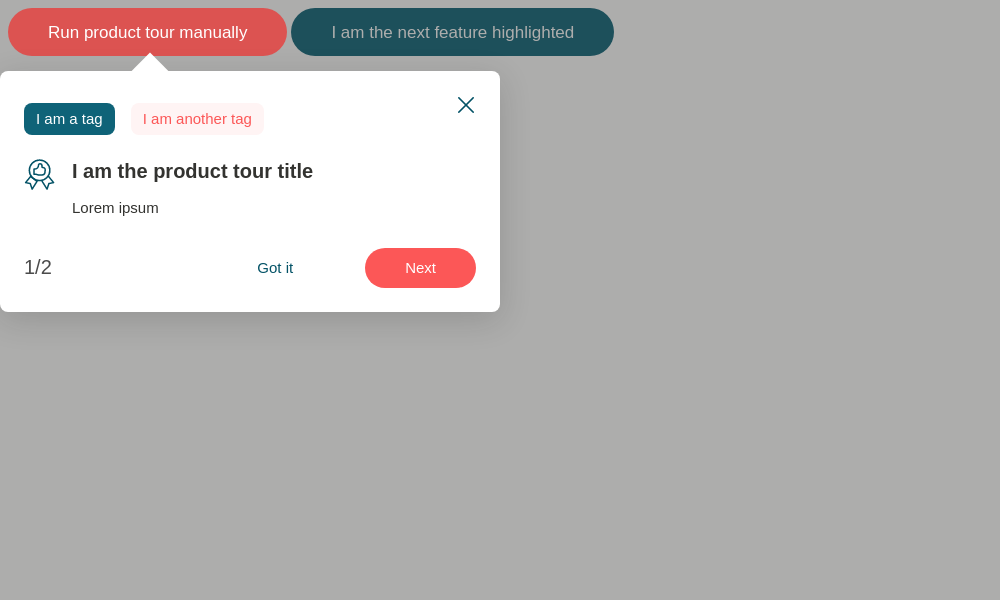 Run product tour manually
I am the next feature highlighted
I am a tag
I am another tag
I am the product tour title
Lorem ipsum
1/2
Got it
Next